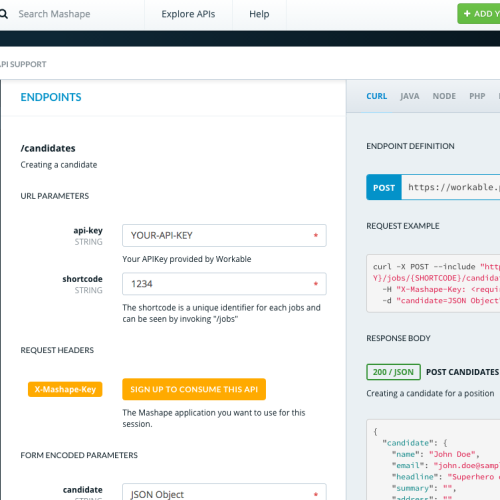 Search Mashape
Explore APIs
Help
+ ADD Y
API SUPPORT
ENDPOINTS
/candidates
Creating a candidate
URL PARAMETERS
api-key
STRING
YOUR-API-KEY *
Your APIKey provided by Workable
shortcode
STRING
1234 *
The shortcode is a unique identifier for each jobs and
can be seen by invoking "/jobs"
REQUEST HEADERS
X-Mashape-Key
SIGN UP TO CONSUME THIS API
The Mashape application you want to use for this
session.
FORM ENCODED PARAMETERS
candidate
STRING
JSON Object *
CURL JAVA NODE PHP
ENDPOINT DEFINITION
POST https://workable.p
REQUEST EXAMPLE
curl -X POST --include "http
Y}/jobs/{SHORTCODE}/candida
-H "X-Mashape-Key: <requi
-d "candidate=JSON Object
RESPONSE BODY
200 / JSON POST CANDIDATES
Creating a candidate for a position
{
"candidate": {
"name": "John Doe",
"email": "john.doe@samp
"headline": "Superhero
"summary": "",
"address": ""